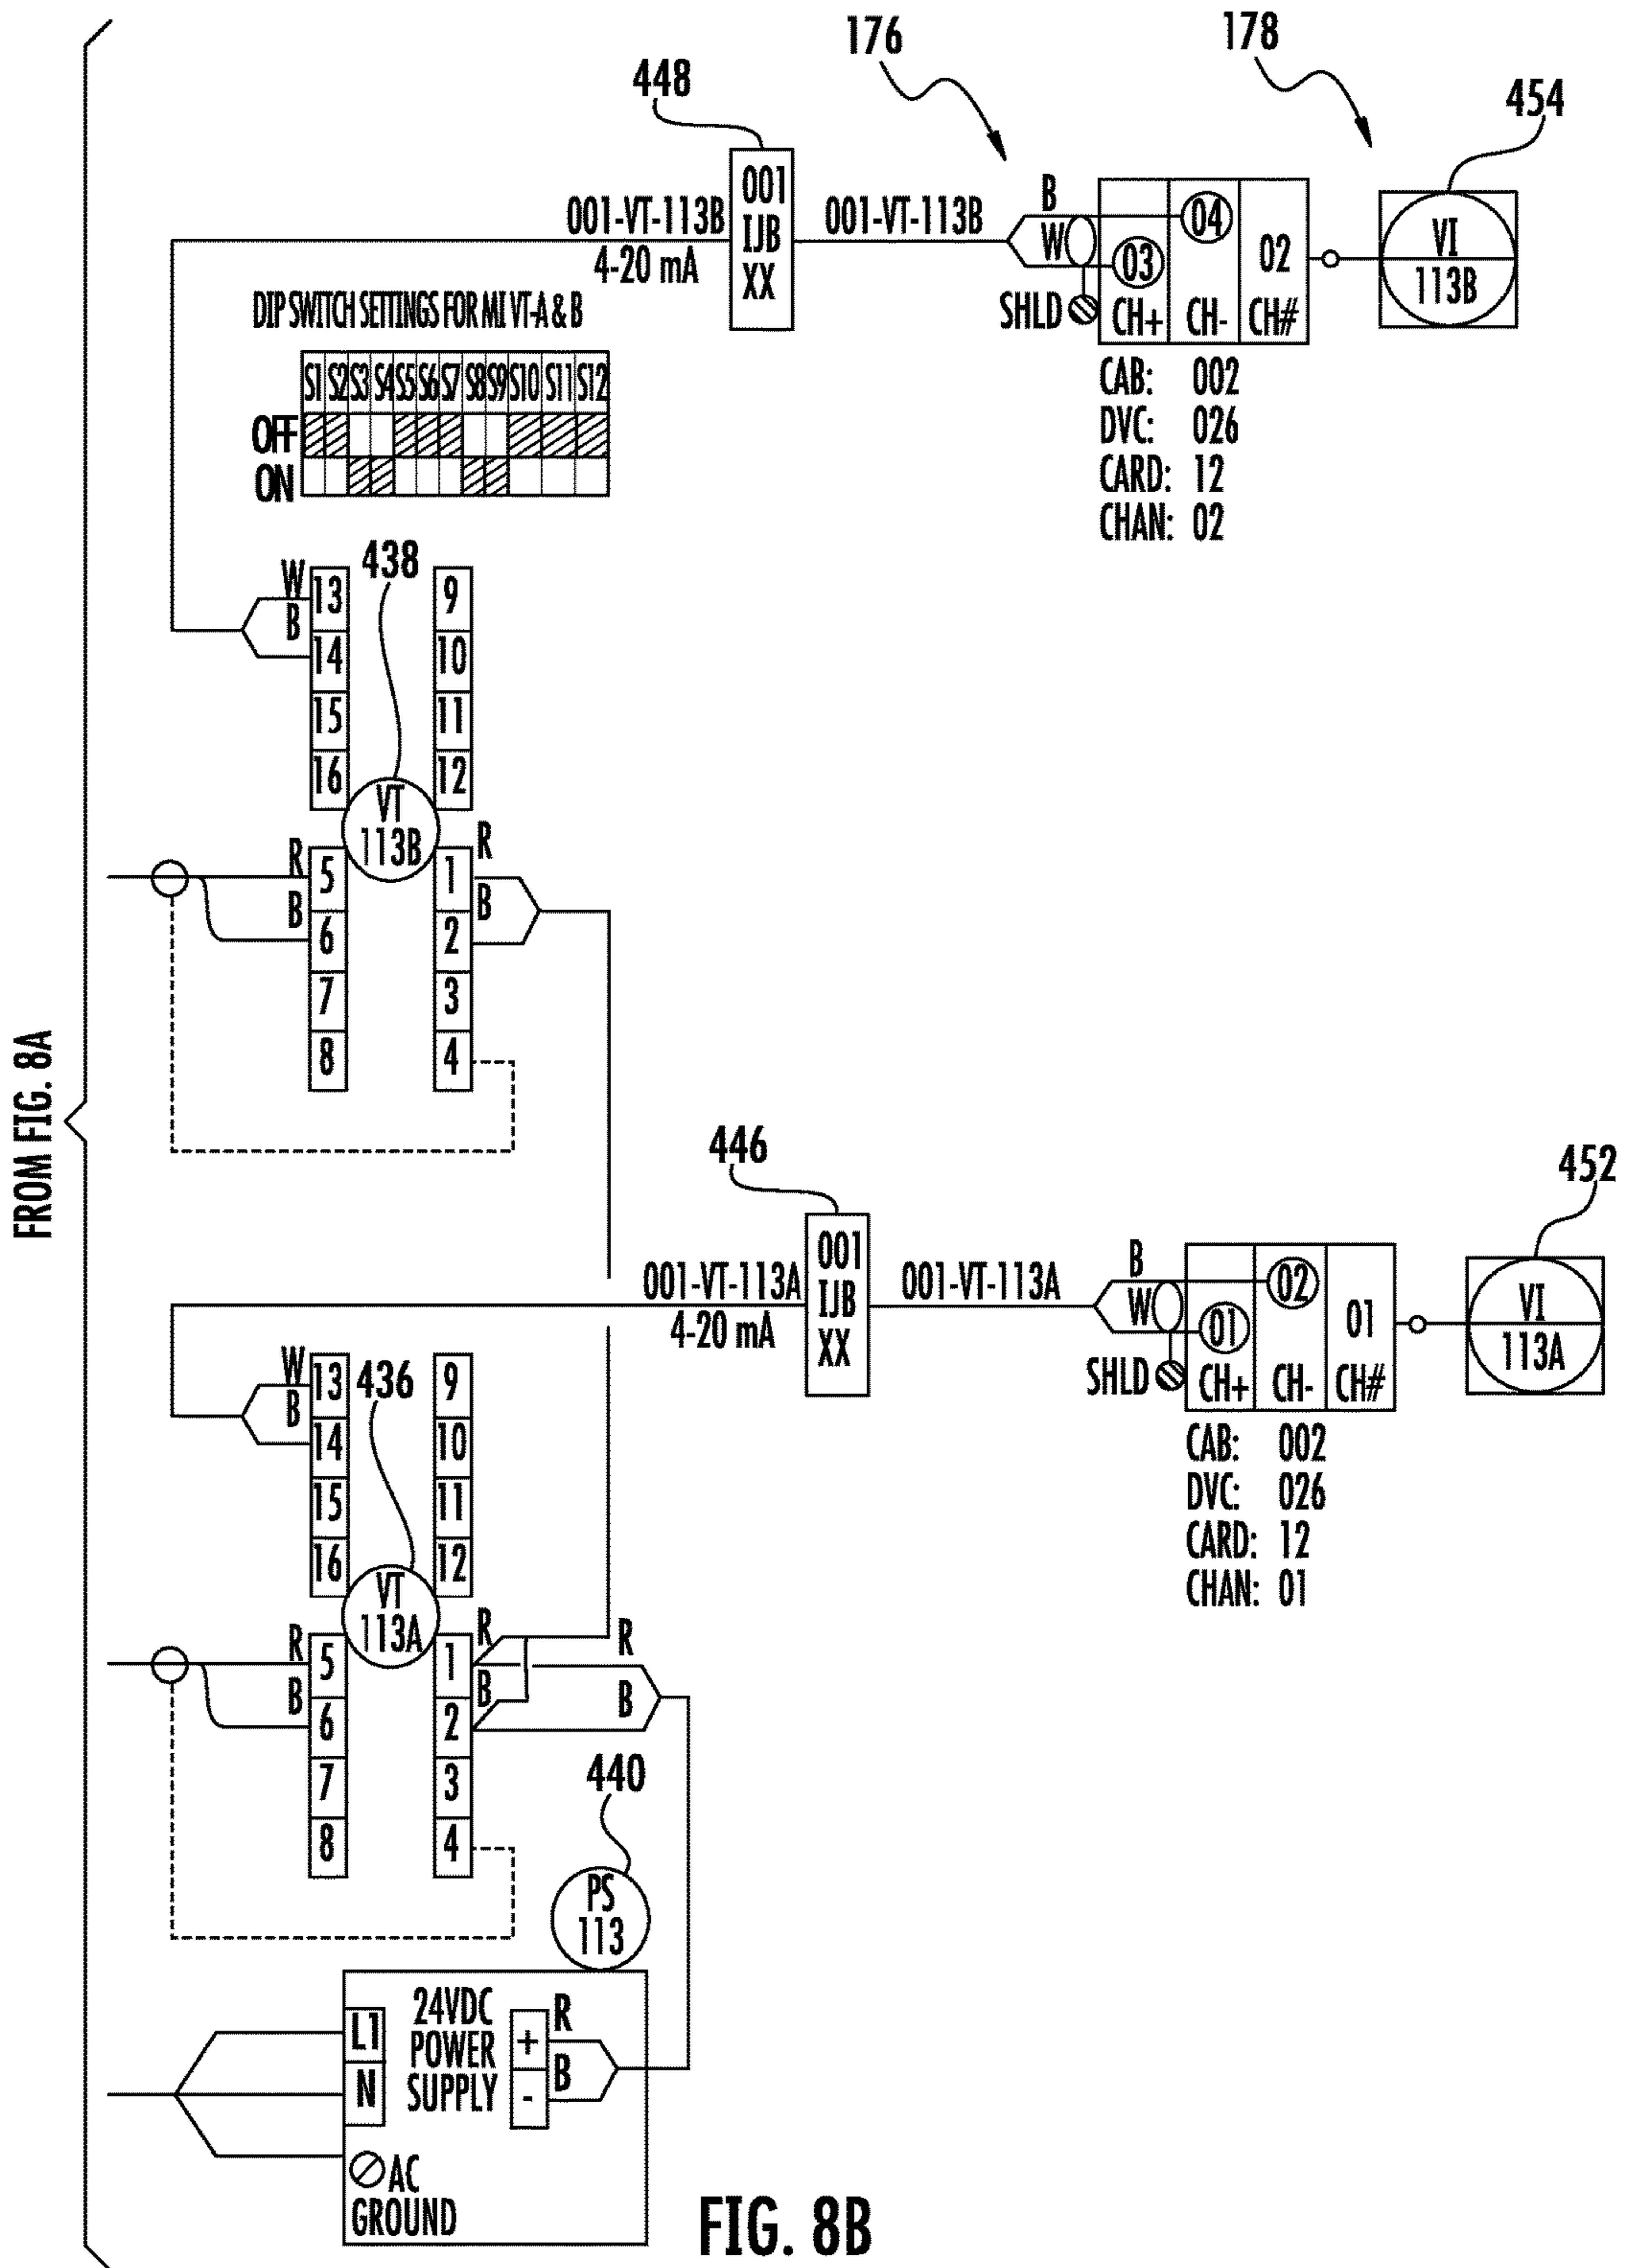 176
178
448
454
001
IJB
XX
001-VT-113B
4-20 mA
001-VT-113B
B
W
SHLD
04
03
02
CH+ CH- CH#
VI
113B
CAB: 002
DVC: 026
CARD: 12
CHAN: 02
DIP SWITCH SETTINGS FOR MI VT-A & B
S1 S2 S3 S4 S5 S6 S7 S8 S9 S10 S11 S12
OFF
ON
438
W
B
13
14
15
16
9
10
11
12
VT
113B
R
B
5
6
7
8
R
B
1
2
3
4
FROM FIG. 8A
446
452
001
IJB
XX
001-VT-113A
4-20 mA
001-VT-113A
B
W
SHLD
02
01
01
CH+ CH- CH#
VI
113A
CAB: 002
DVC: 026
CARD: 12
CHAN: 01
436
W
B
13
14
15
16
9
10
11
12
VT
113A
R
B
5
6
7
8
R
B
1
2
3
4
R
B
440
PS
113
L1
N
24VDC
POWER
SUPPLY
+
-
R
B
AC
GROUND
FIG. 8B